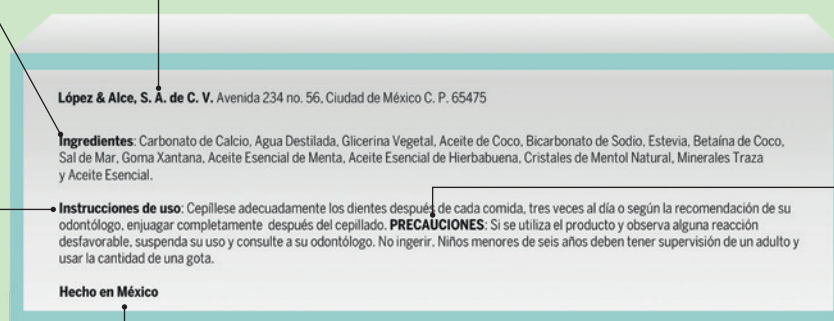 López & Alce, S. A. de C. V. Avenida 234 no. 56, Ciudad de México C. P. 65475
Ingredientes: Carbonato de Calcio, Agua Destilada, Glicerina Vegetal, Aceite de Coco, Bicarbonato de Sodio, Estevia, Betaína de Coco,
Sal de Mar, Goma Xantana, Aceite Esencial de Menta, Aceite Esencial de Hierbabuena, Cristales de Mentol Natural, Minerales Traza
y Aceite Esencial.
Instrucciones de uso: Cepíllese adecuadamente los dientes después de cada comida, tres veces al día o según la recomendación de su
odontólogo, enjuagar completamente después del cepillado. PRECAUCIONES: Si se utiliza el producto y observa alguna reacción
desfavorable, suspenda su uso y consulte a su odontólogo. No ingerir. Niños menores de seis años deben tener supervisión de un adulto y
usar la cantidad de una gota.
Hecho en México